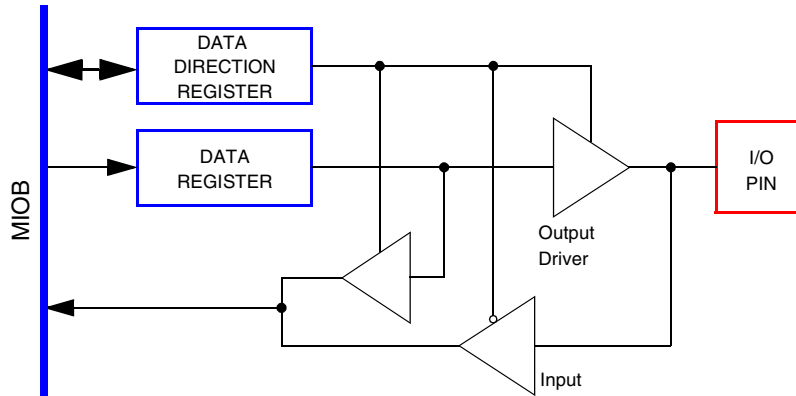 DATA
DIRECTION
REGISTER
DATA
REGISTER
I/O
PIN
MIOB
Output
Driver
Input